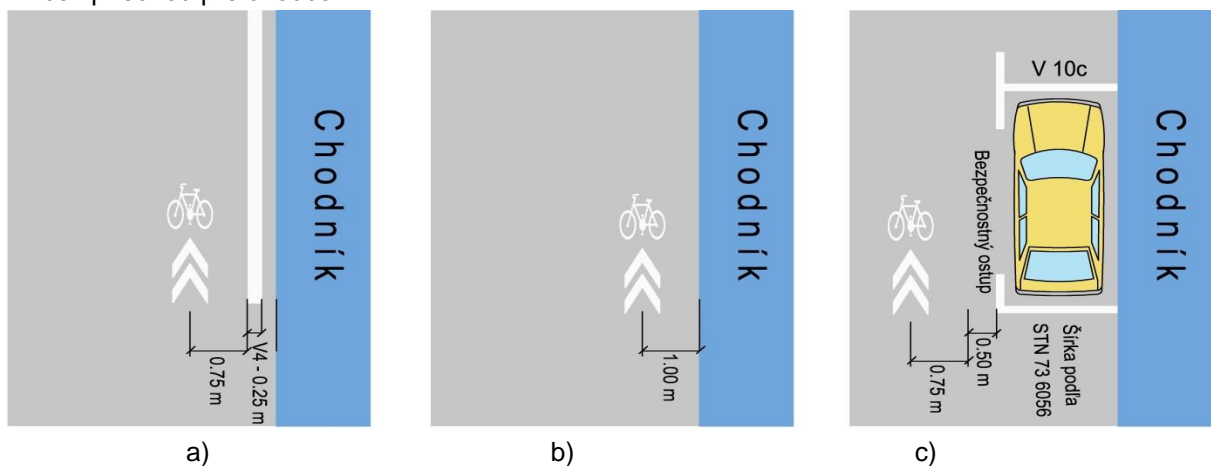 Chodník
0.75 m
V4 - 0.25 m
a)
Chodník
1.00 m
b)
V 10c
Chodník
Bezpečnostný ostup
0.75 m
0.50 m
Šírka podľa
STN 73 6056
c)